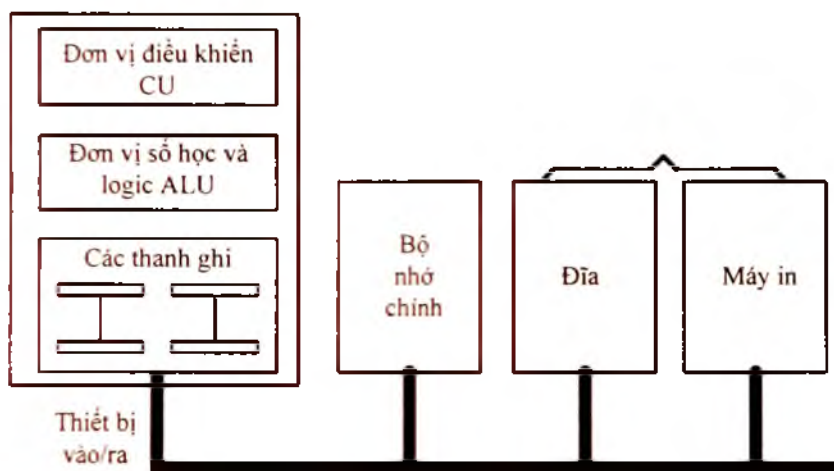 Đơn vị điều khiển
CU
Đơn vị số học và
logic ALU
Các thanh ghi
Bộ
nhớ
chính
Đĩa
Máy in
Thiết bị
vào/ra